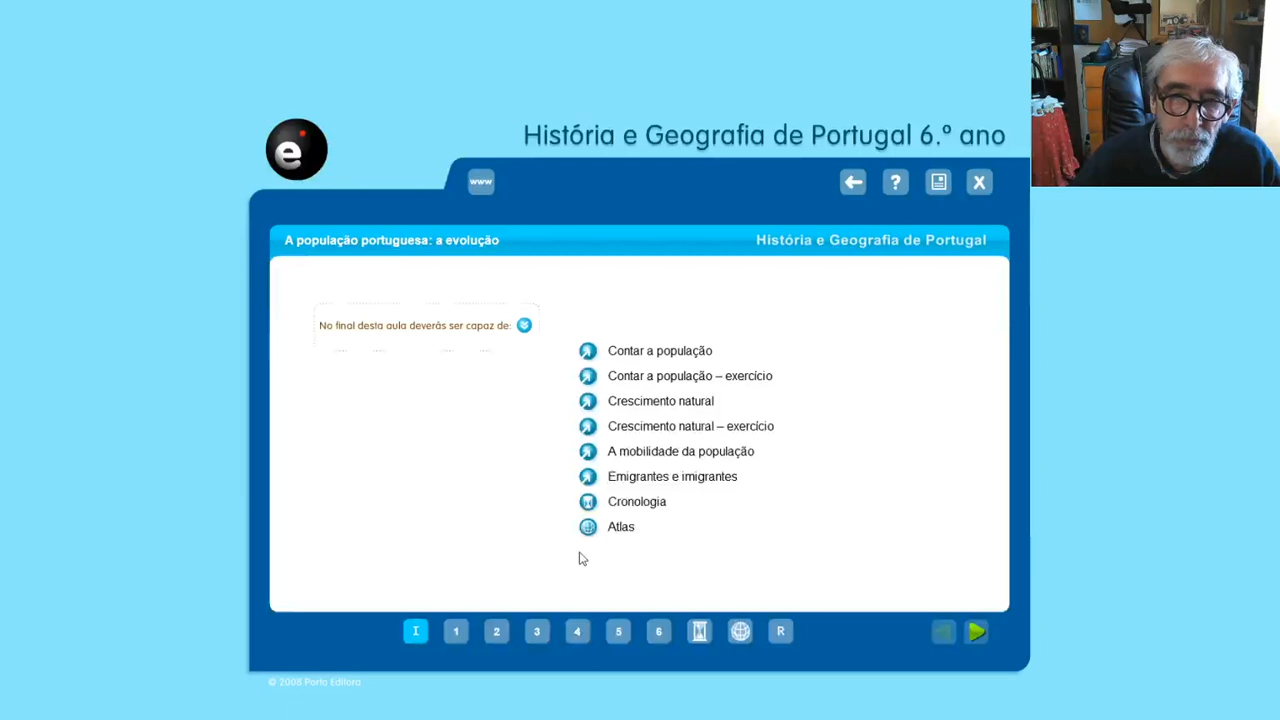 e
História e Geografia de Portugal 6.º ano
www
?
X
A população portuguesa: a evolução
História e Geografia de Portugal
No final desta aula deverás ser capaz de:
Contar a população
Contar a população – exercício
Crescimento natural
Crescimento natural – exercício
A mobilidade da população
Emigrantes e imigrantes
Cronologia
Atlas
I 1 2 3 4 5 6 R
© 2008 Porto Editora